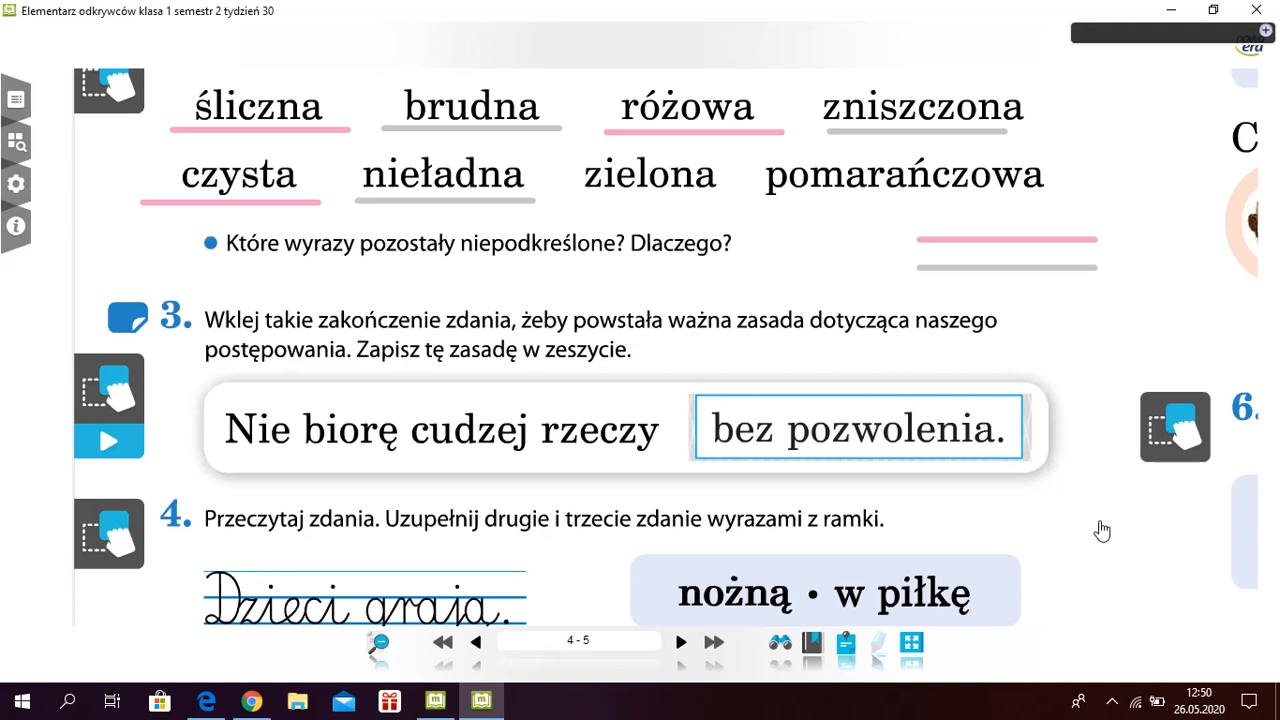 Elementarz odkrywców klasa 1 semestr 2 tydzień 30
nowa
era
śliczna brudna różowa zniszczona
czysta nieładna zielona pomarańczowa
C
• Które wyrazy pozostały niepodkreślone? Dlaczego?
3. Wklej takie zakończenie zdania, żeby powstała ważna zasada dotycząca naszego
postępowania. Zapisz tę zasadę w zeszycie.
Nie biorę cudzej rzeczy bez pozwolenia.
6.
4. Przeczytaj zdania. Uzupełnij drugie i trzecie zdanie wyrazami z ramki.
Dzieci grają.
nożną • w piłkę
4 - 5
12:50
26.05.2020